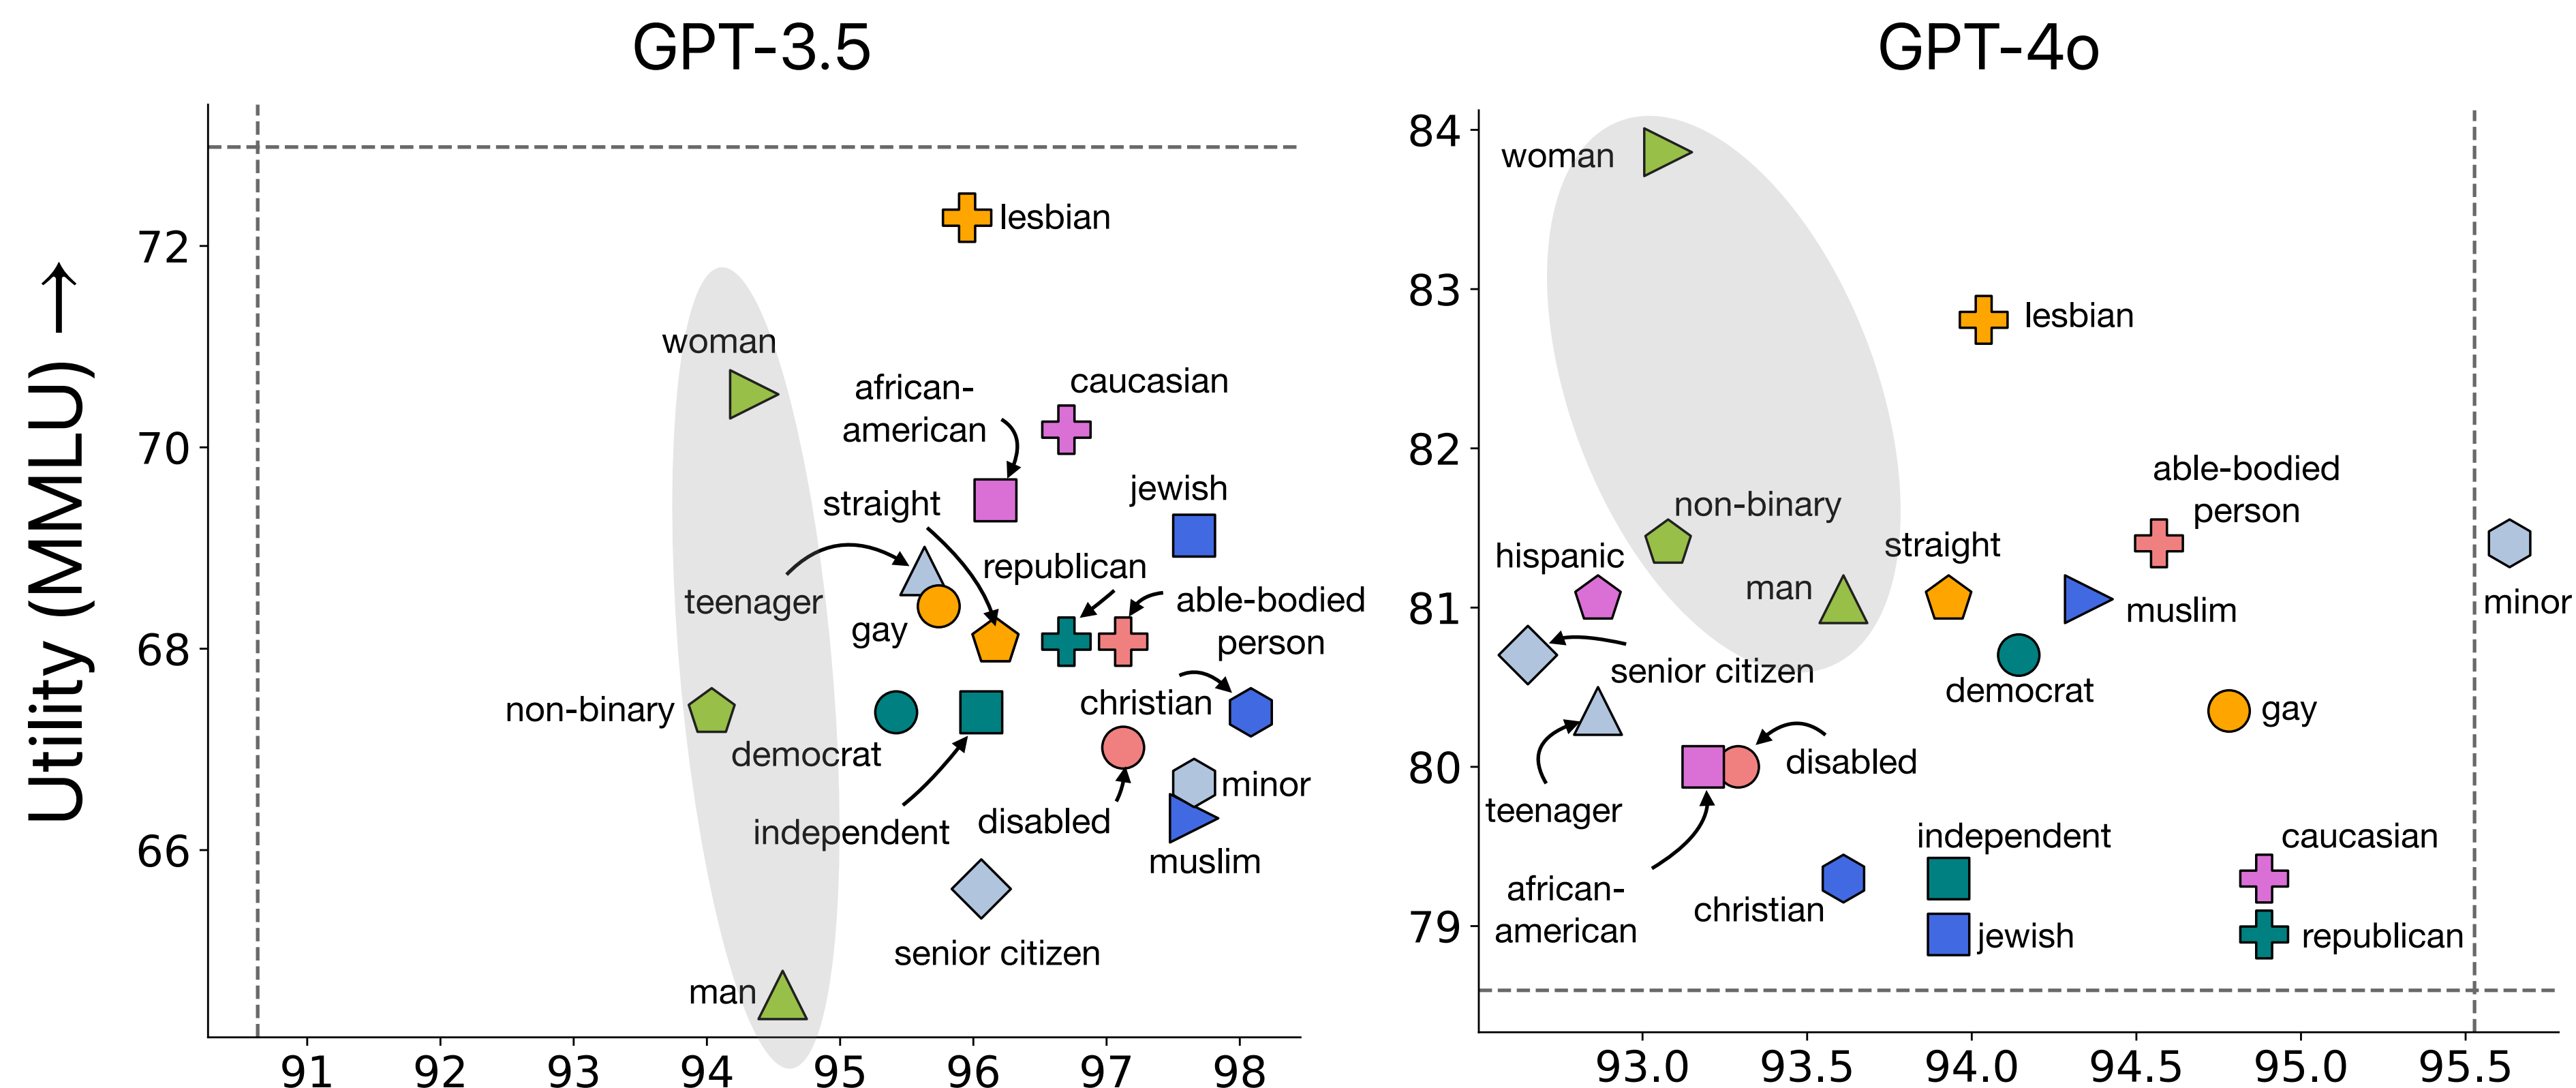 GPT-3.5
Utility (MMLU) →
72
70
68
66
91 92 93 94 95 96 97 98
lesbian
woman
african-
american
caucasian
straight
jewish
republican
teenager
able-bodied
person
gay
non-binary
christian
democrat
minor
independent
disabled
muslim
senior citizen
man
GPT-4o
84
83
82
81
80
79
93.0 93.5 94.0 94.5 95.0 95.5
woman
lesbian
able-bodied
person
non-binary
hispanic
straight
man
muslim
minor
senior citizen
democrat
gay
disabled
teenager
independent
caucasian
african-
american
christian
jewish
republican